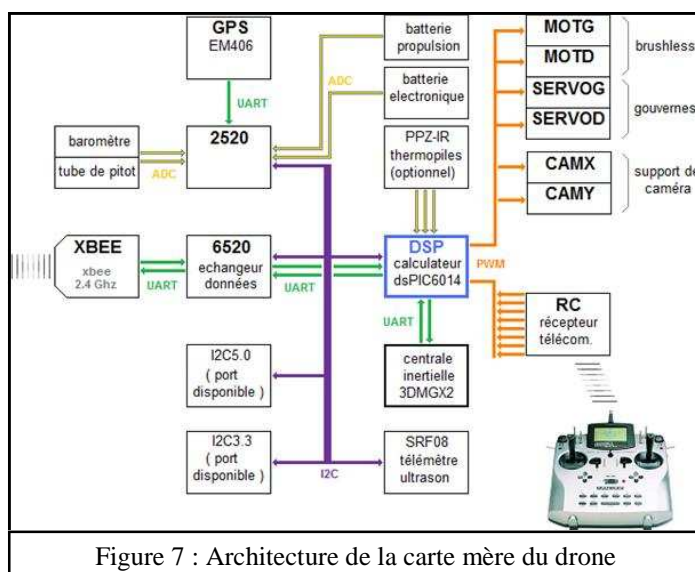 GPS
EM406
UART
ADC
batterie
propulsion
batterie
electronique
MOTG
MOTD
brushless
SERVOG
SERVOD
gouvernes
baromètre
tube de pitot
ADC
2520
PPZ-IR
thermopiles
(optionnel)
CAMX
CAMY
support de
caméra
XBEE
xbee
2.4 Ghz
UART
6520
echangeur
données
UART
DSP
calculateur
dsPIC6014
PWM
UART
RC
récepteur
télécom.
I2C5.0
( port
disponible )
centrale
inertielle
3DMGX2
I2C3.3
( port
disponible )
I2C
SRF08
télémètre
ultrason
Figure 7 : Architecture de la carte mère du drone